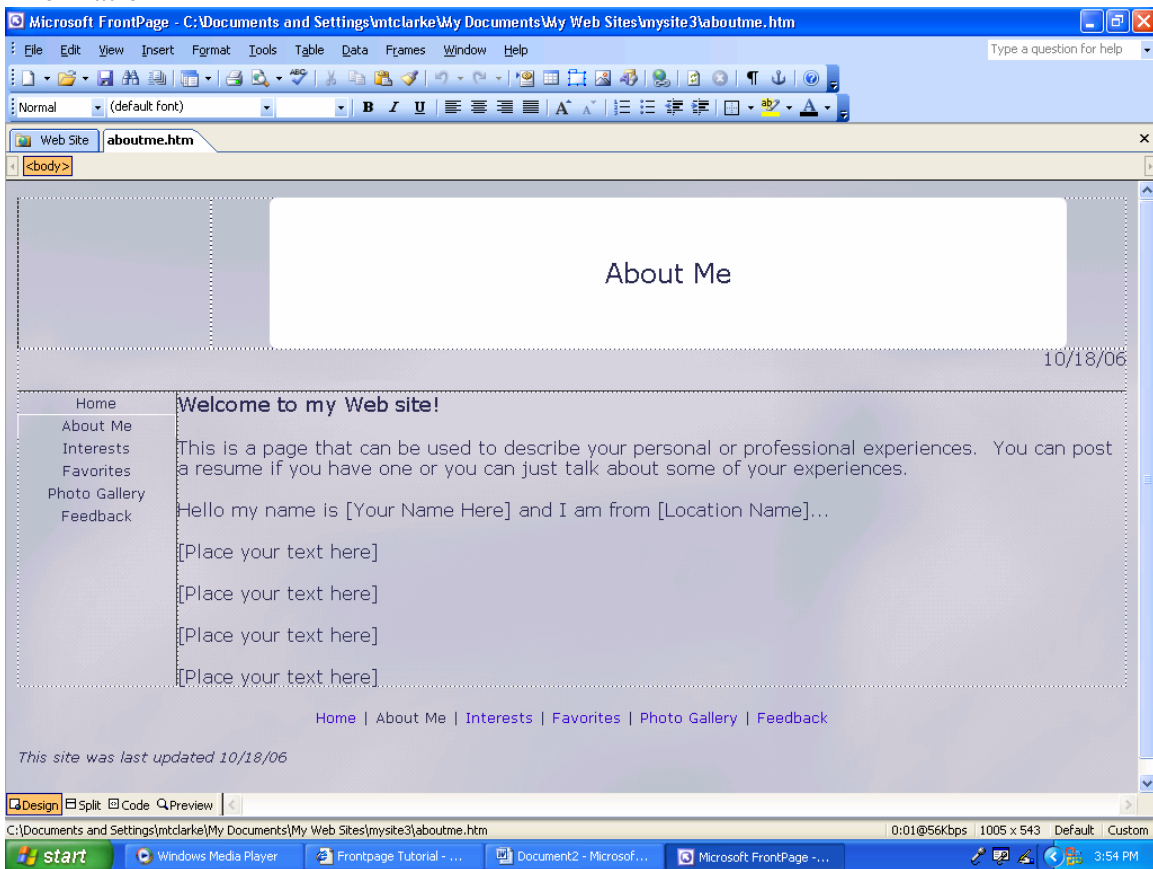 Microsoft FrontPage - C:\Documents and Settings\mtclarke\My Documents\My Web Sites\mysite3\aboutme.htm
File Edit View Insert Format Tools Table Data Frames Window Help Type a question for help
Normal (default font) B I U A A ab A
Web Site aboutme.htm
<body>
About Me
10/18/06
Home
About Me
Interests
Favorites
Photo Gallery
Feedback
Welcome to my Web site!
This is a page that can be used to describe your personal or professional experiences. You can post
a resume if you have one or you can just talk about some of your experiences.
Hello my name is [Your Name Here] and I am from [Location Name]...
[Place your text here]
[Place your text here]
[Place your text here]
[Place your text here]
Home | About Me | Interests | Favorites | Photo Gallery | Feedback
This site was last updated 10/18/06
Design Split Code Preview
C:\Documents and Settings\mtclarke\My Documents\My Web Sites\mysite3\aboutme.htm 0:01@56Kbps 1005 x 543 Default Custom
start Windows Media Player Frontpage Tutorial - ... Document2 - Microsof... Microsoft FrontPage -... 3:54 PM